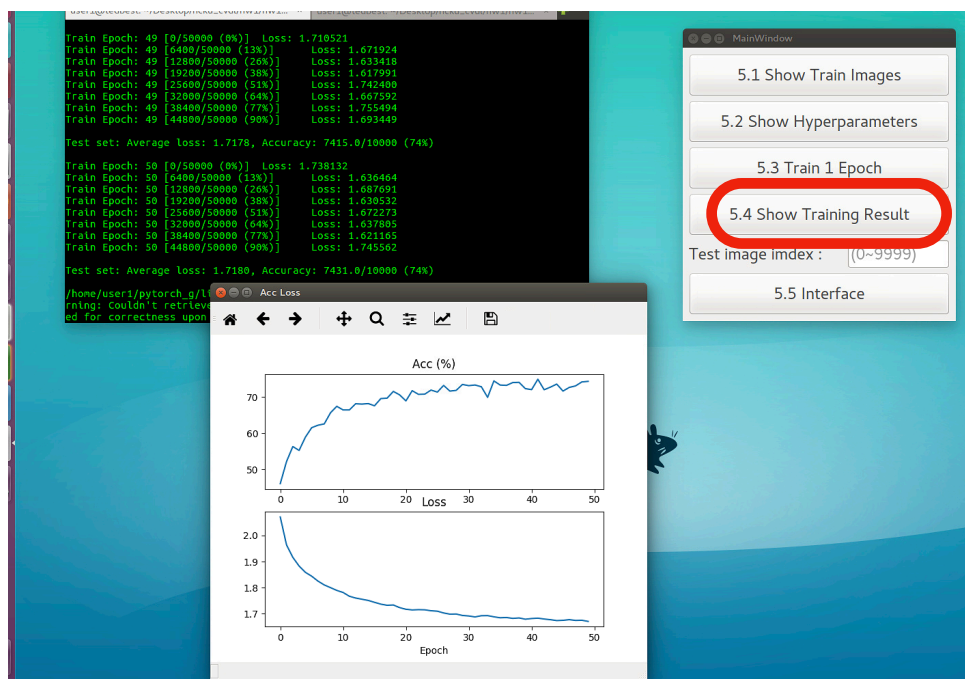 Train Epoch: 49 [0/50000 (0%)] Loss: 1.710521
Train Epoch: 49 [6400/50000 (13%)] Loss: 1.671924
Train Epoch: 49 [12800/50000 (26%)] Loss: 1.633418
Train Epoch: 49 [19200/50000 (38%)] Loss: 1.617991
Train Epoch: 49 [25600/50000 (51%)] Loss: 1.742400
Train Epoch: 49 [32000/50000 (64%)] Loss: 1.667592
Train Epoch: 49 [38400/50000 (77%)] Loss: 1.755494
Train Epoch: 49 [44800/50000 (90%)] Loss: 1.693449
Test set: Average loss: 1.7178, Accuracy: 7415.0/10000 (74%)
Train Epoch: 50 [0/50000 (0%)] Loss: 1.738132
Train Epoch: 50 [6400/50000 (13%)] Loss: 1.636464
Train Epoch: 50 [12800/50000 (26%)] Loss: 1.687691
Train Epoch: 50 [19200/50000 (38%)] Loss: 1.630532
Train Epoch: 50 [25600/50000 (51%)] Loss: 1.672273
Train Epoch: 50 [32000/50000 (64%)] Loss: 1.637805
Train Epoch: 50 [38400/50000 (77%)] Loss: 1.621165
Train Epoch: 50 [44800/50000 (90%)] Loss: 1.745562
Test set: Average loss: 1.7180, Accuracy: 7431.0/10000 (74%)
/home/user1/pytorch_g/l
rning: Couldn't retrieve
ed for correctness upon
MainWindow
5.1 Show Train Images
5.2 Show Hyperparameters
5.3 Train 1 Epoch
5.4 Show Training Result
Test image imdex : (0~9999)
5.5 Interface
Acc Loss
Acc (%)
70
60
50
0 10 20 30 40 50
Loss
2.0
1.9
1.8
1.7
0 10 20 30 40 50
Epoch